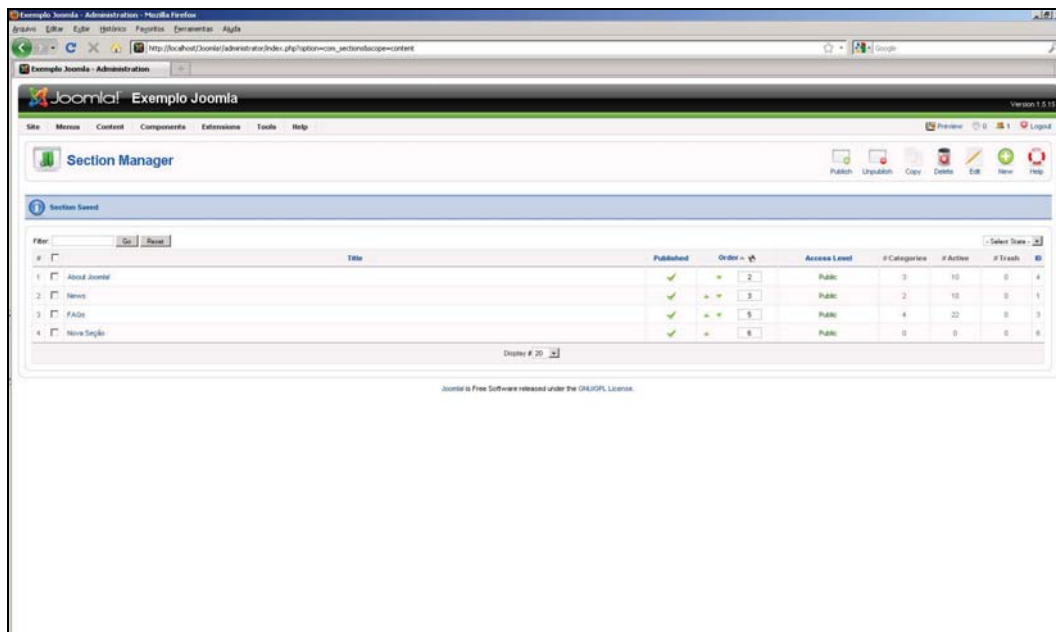 Exemplo Joomla - Administration - Mozilla Firefox
Arquivo Editar Exibir Histórico Favoritos Ferramentas Ajuda
http://localhost/Joomla!/administrator/index.php?option=com_sections&scope=content
Google
Exemplo Joomla - Administration
Joomla! Exemplo Joomla
Version 1.5.15
Site Menus Content Components Extensions Tools Help
Preview 0 1 Logout
Section Manager
Publish Unpublish Copy Delete Edit New Help
Section Saved
Filter: Go Reset
- Select State -
# Title Published Order Access Level # Categories # Active # Trash ID
1 About Joomla! 2 Public 3 10 0 4
2 News 3 Public 2 10 0 1
3 FAQs 5 Public 4 22 0 3
4 Nova Seção 6 Public 0 0 0 6
Display # 20
Joomla! is Free Software released under the GNU/GPL License.